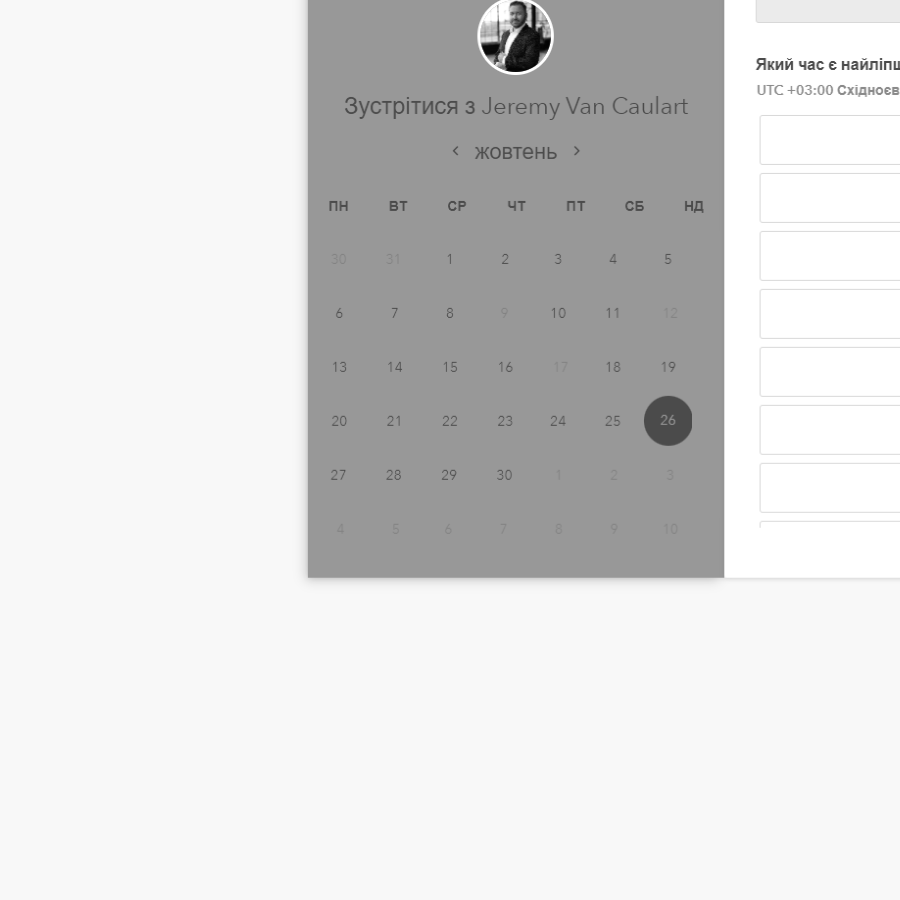 Зустрітися з Jeremy Van Caulart
жовтень
ПН ВТ СР ЧТ ПТ СБ НД
30 31 1 2 3 4 5
6 7 8 9 10 11 12
13 14 15 16 17 18 19
20 21 22 23 24 25 26
27 28 29 30 1 2 3
4 5 6 7 8 9 10
Який час є найліпш
UTC +03:00 Східноєв